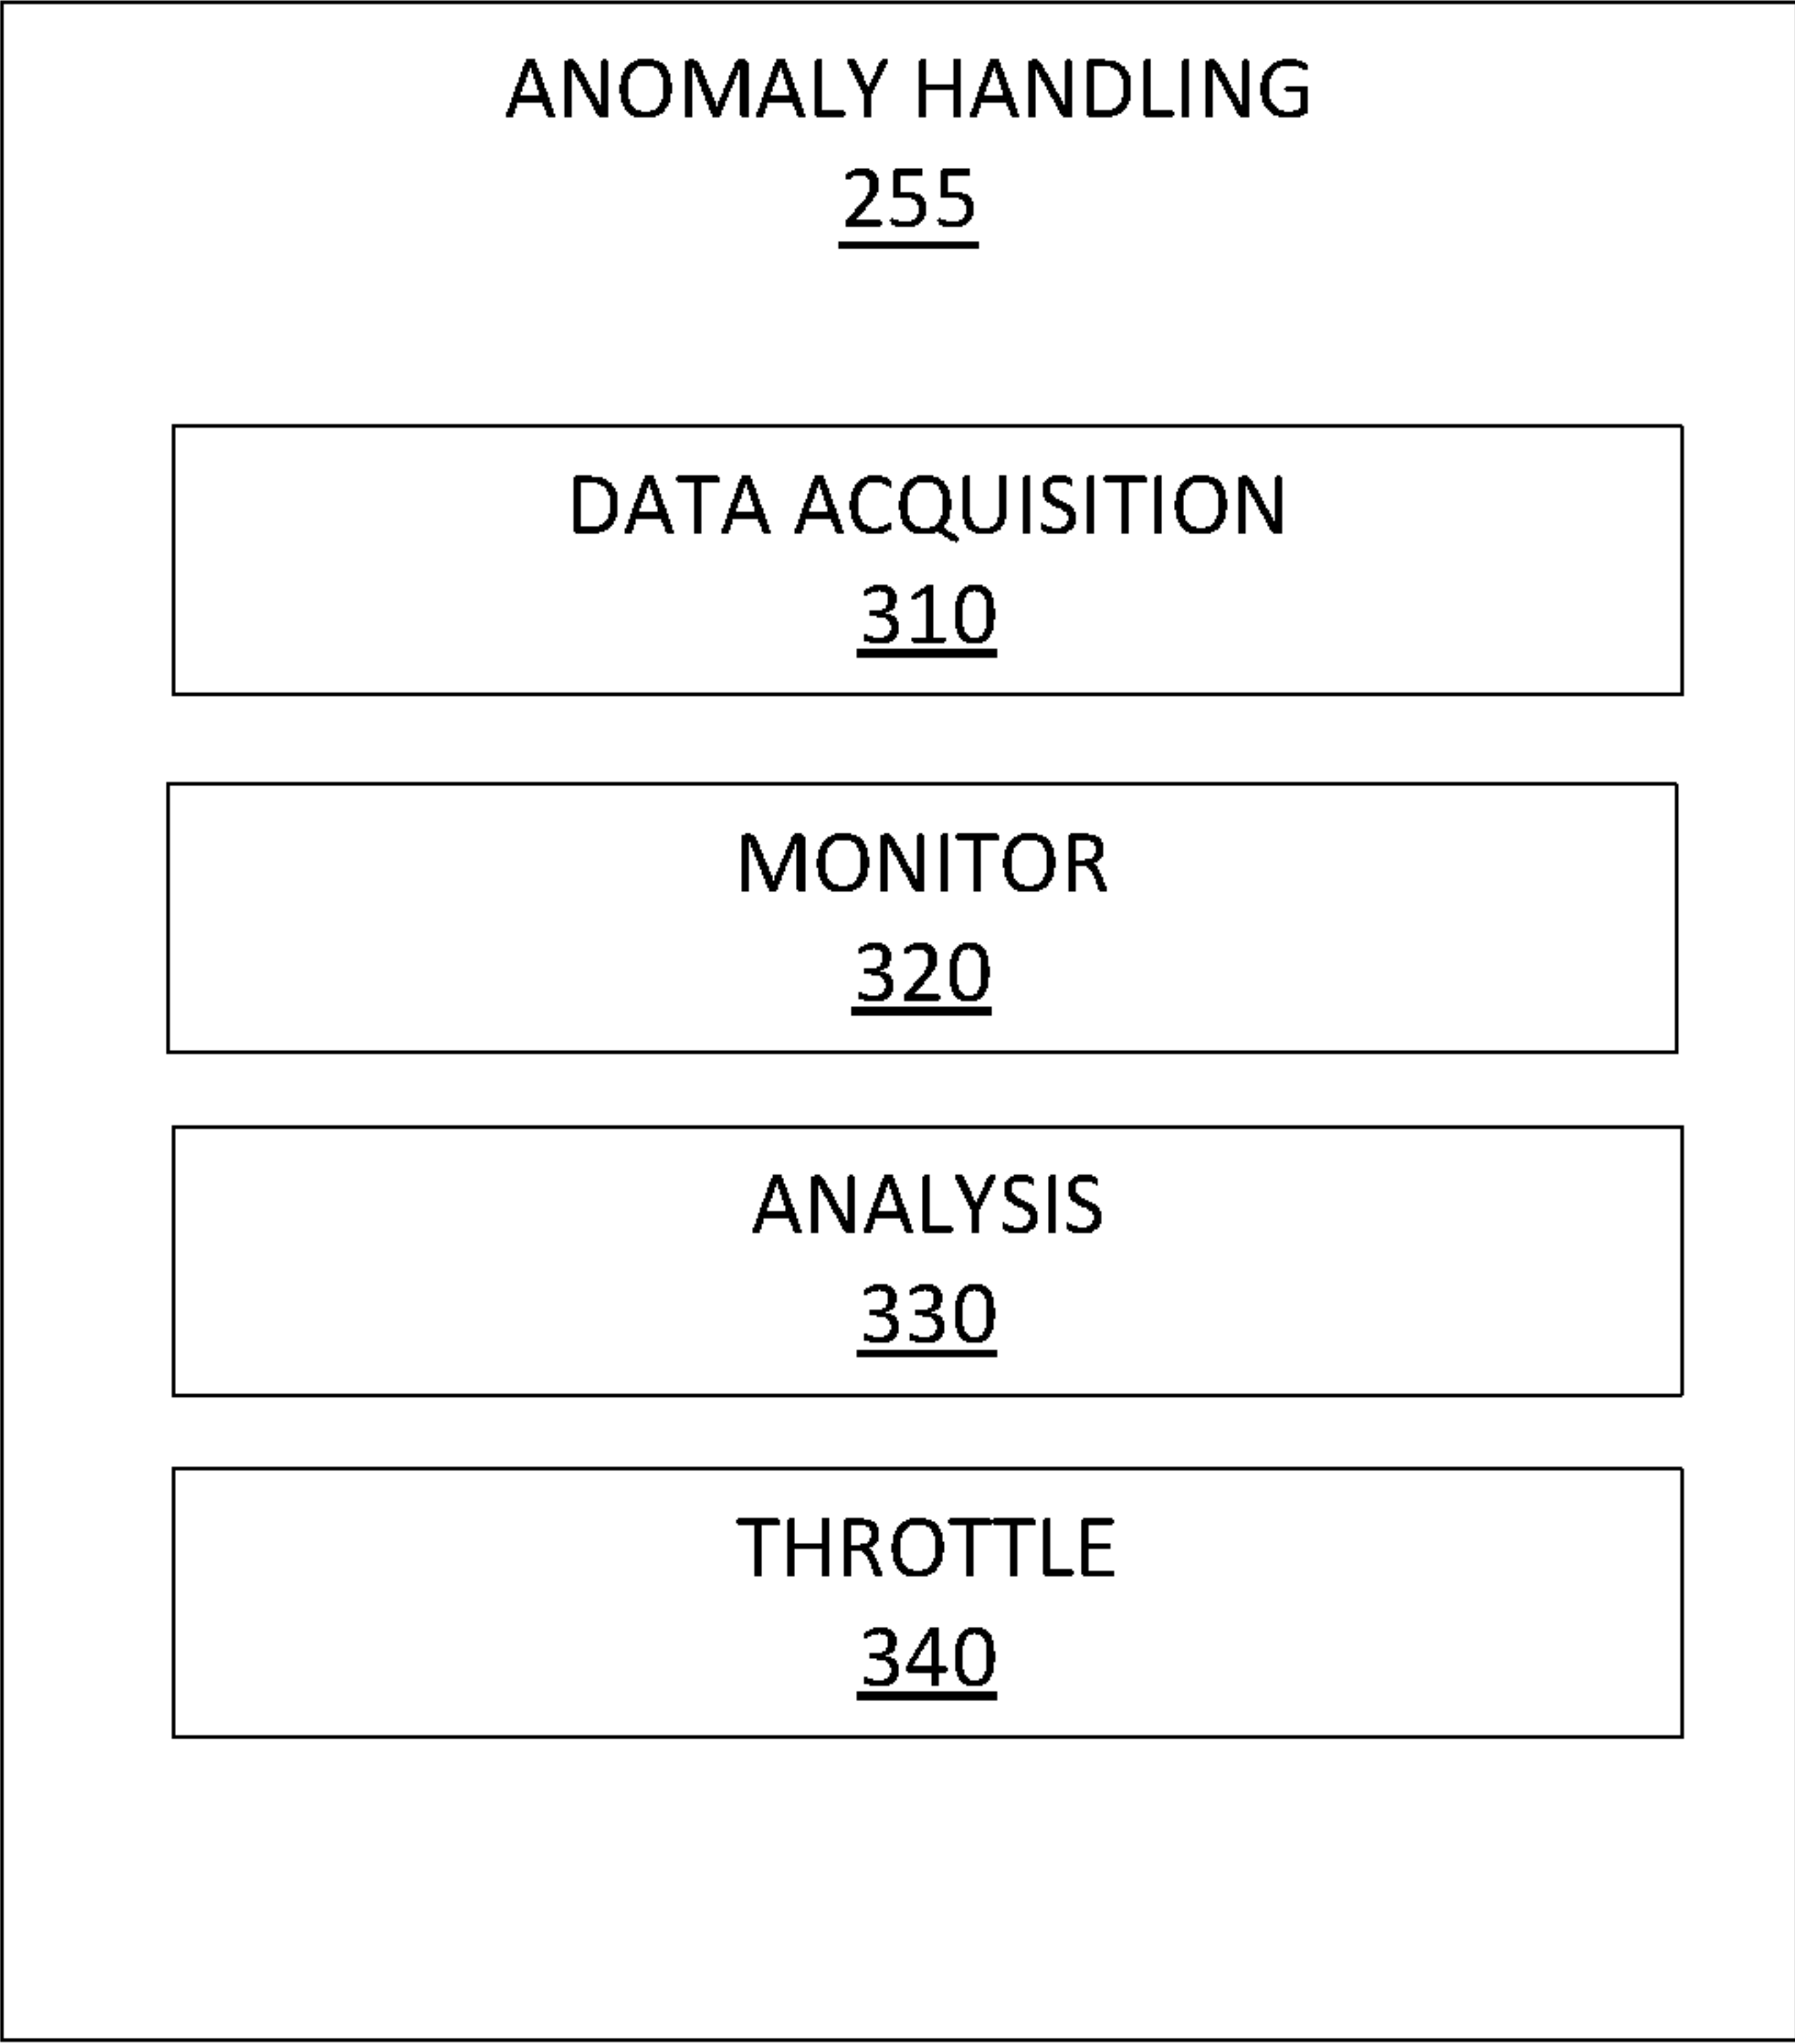 ANOMALY HANDLING
255
DATA ACQUISITION
310
MONITOR
320
ANALYSIS
330
THROTTLE
340